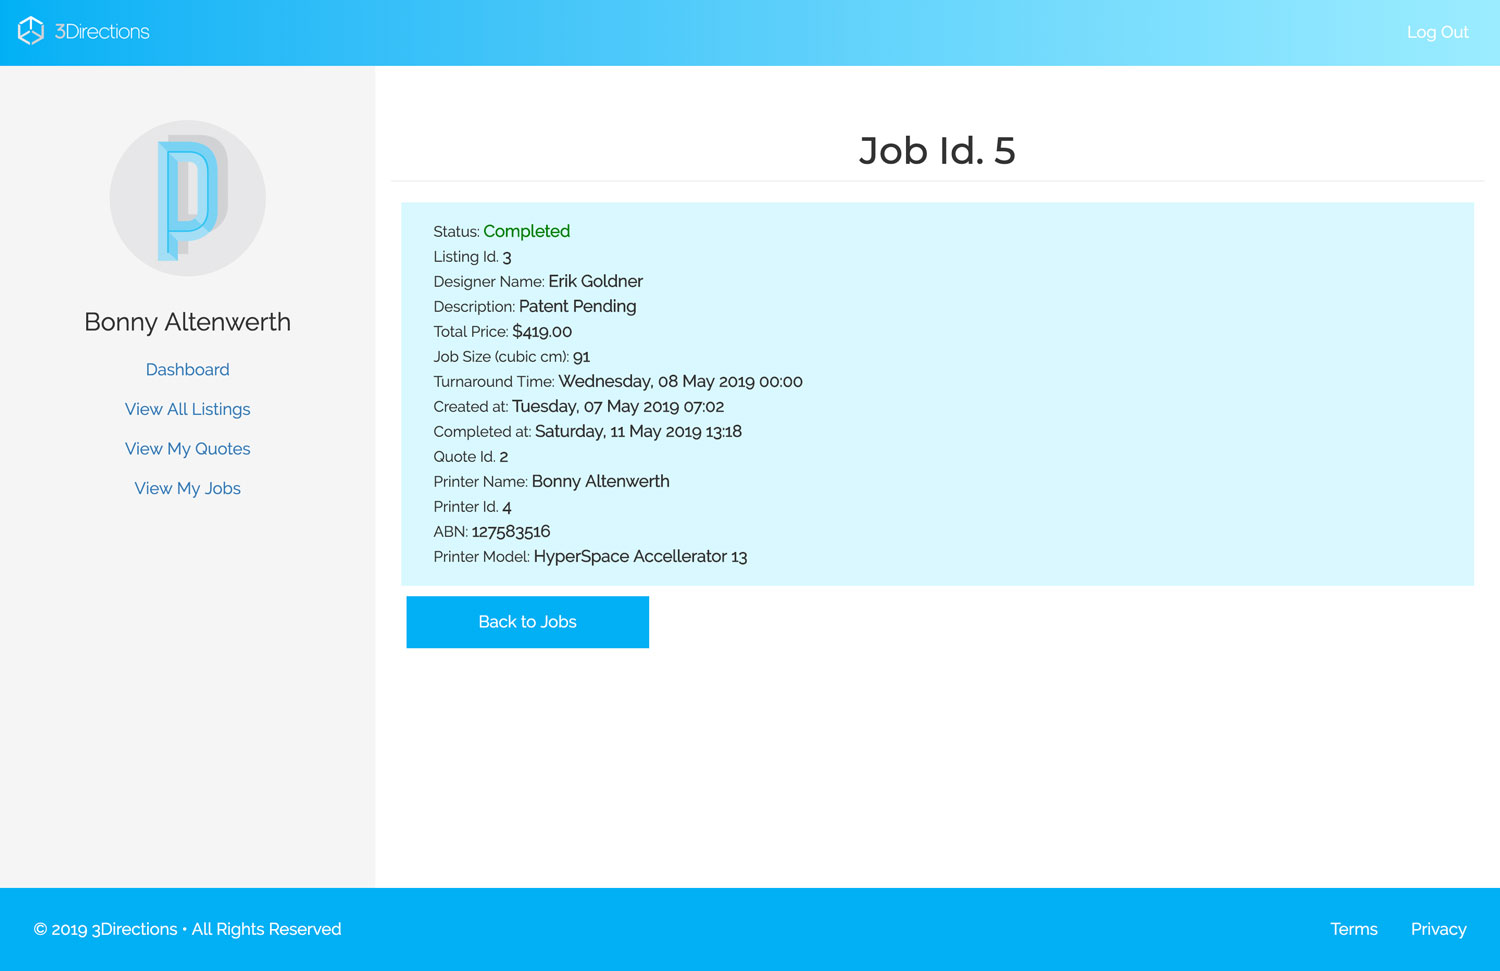 3Directions
Log Out
Bonny Altenwerth
Dashboard
View All Listings
View My Quotes
View My Jobs
Job Id. 5
Status: Completed
Listing Id. 3
Designer Name: Erik Goldner
Description: Patent Pending
Total Price: $419.00
Job Size (cubic cm): 91
Turnaround Time: Wednesday, 08 May 2019 00:00
Created at: Tuesday, 07 May 2019 07:02
Completed at: Saturday, 11 May 2019 13:18
Quote Id. 2
Printer Name: Bonny Altenwerth
Printer Id. 4
ABN: 127583516
Printer Model: HyperSpace Accellerator 13
Back to Jobs
© 2019 3Directions • All Rights Reserved
Terms
Privacy